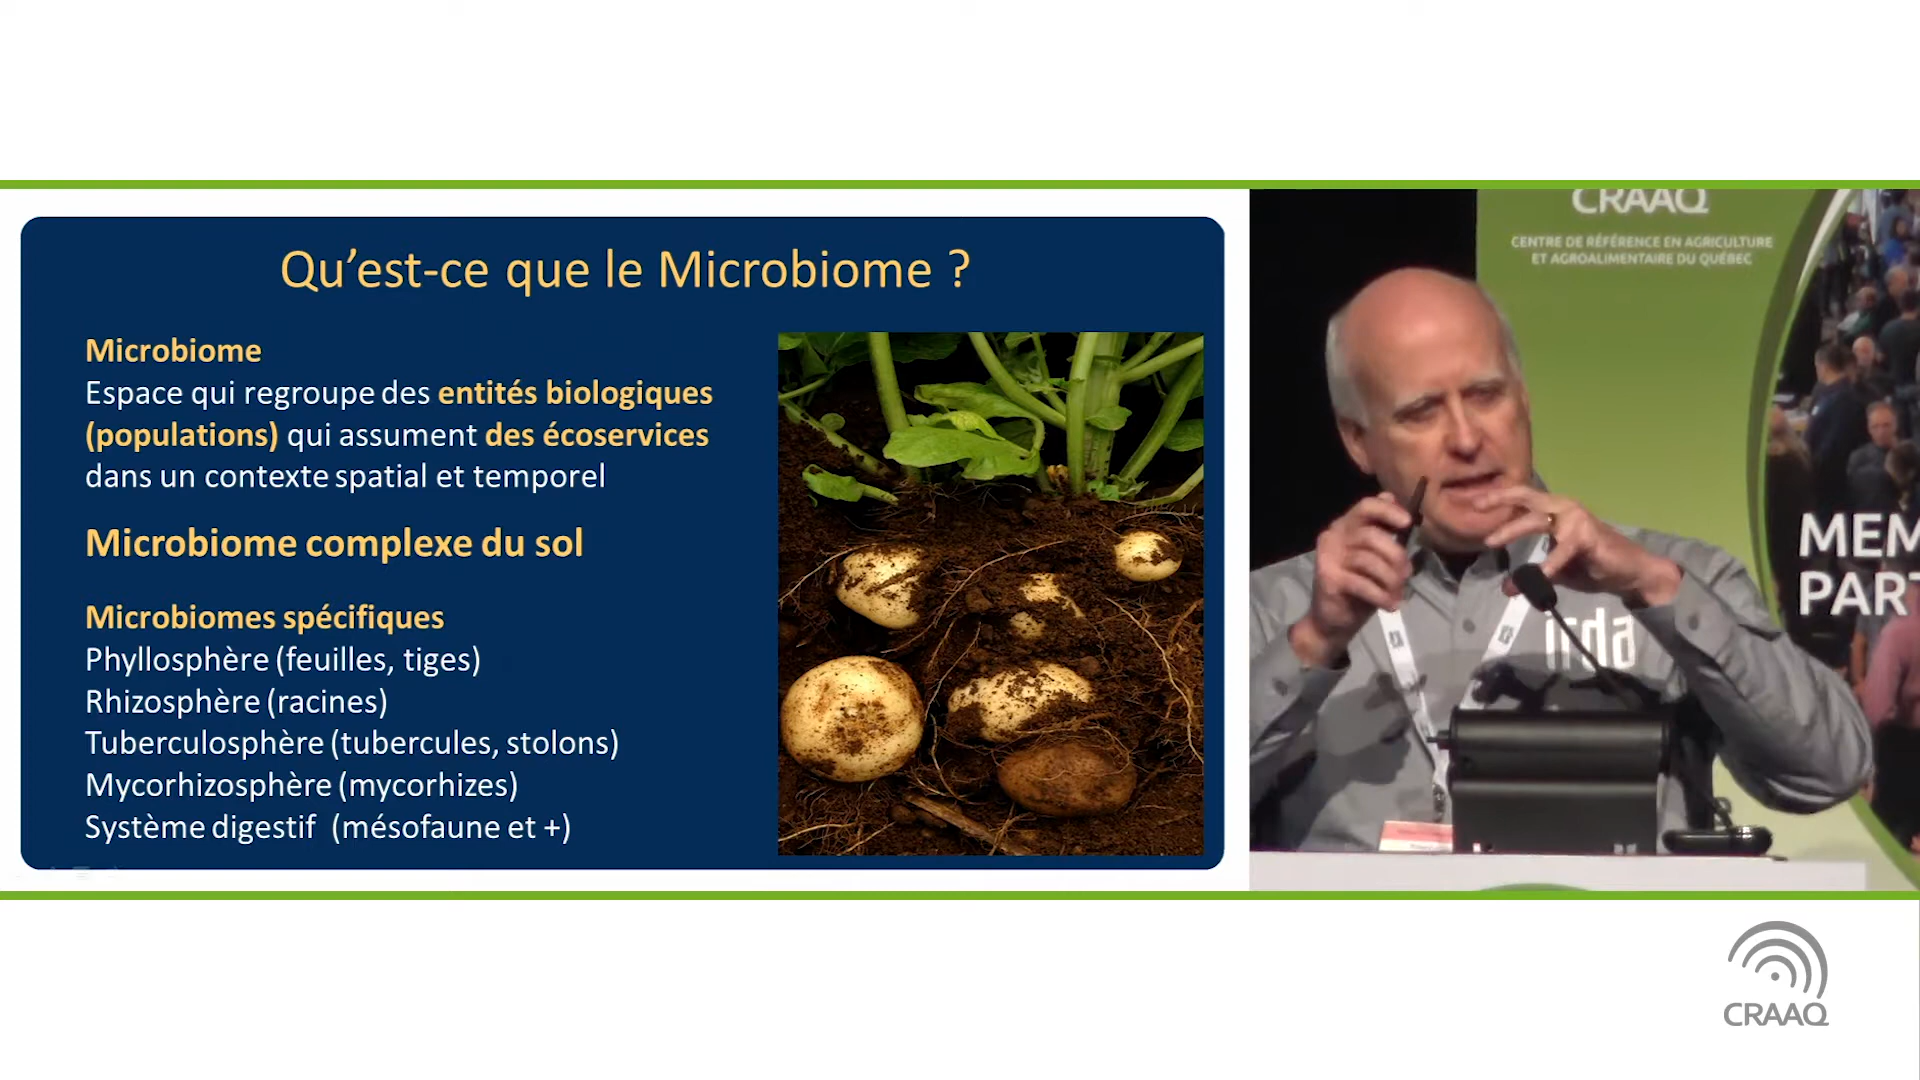 Qu’est-ce que le Microbiome ?
Microbiome
Espace qui regroupe des entités biologiques
(populations) qui assument des écoservices
dans un contexte spatial et temporel
Microbiome complexe du sol
Microbiomes spécifiques
Phyllosphère (feuilles, tiges)
Rhizosphère (racines)
Tuberculosphère (tubercules, stolons)
Mycorhizosphère (mycorhizes)
Système digestif (mésofaune et +)
CRAAQ
CENTRE DE RÉFÉRENCE EN AGRICULTURE
ET AGROALIMENTAIRE DU QUÉBEC
MEM
PART
irda
CRAAQ